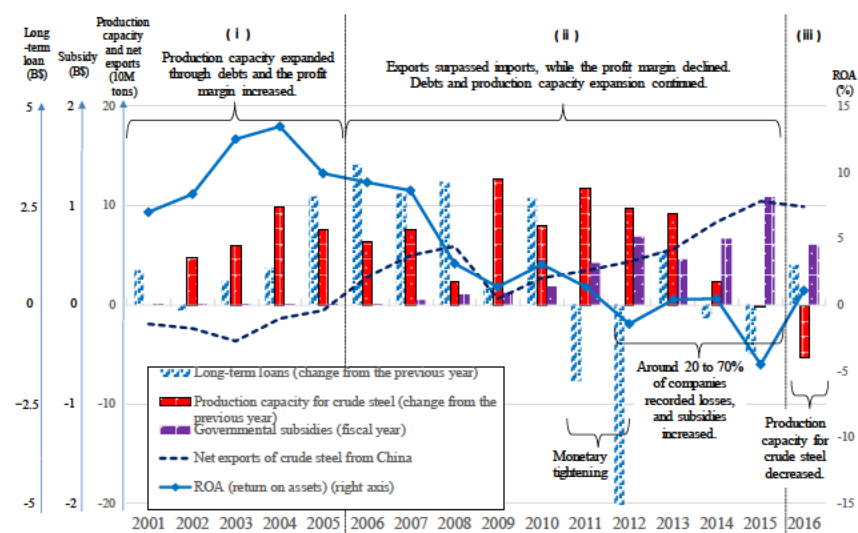 Long
-term
loan
(B$)
Subsidy
(B$)
Production
capacity
and net
exports
(10M
tons)
( i )
Production capacity expanded
through debts and the profit
margin increased.
( ii )
Exports surpassed imports, while the profit margin declined.
Debts and production capacity expansion continued.
(iii)
ROA
(%)
5
2.5
0
−2.5
-5
2
1
0
-1
-2
20
10
0
-10
-20
15
10
5
0
-5
-10
-15
Long-term loans (change from the previous year)
Production capacity for crude steel (change from the
previous year)
Governmental subsidies (fiscal year)
Net exports of crude steel from China
ROA (return on assets) (right axis)
Monetary
tightening
Around 20 to 70%
of companies
recorded losses,
and subsidies
increased.
Production
capacity for
crude steel
decreased.
2001 2002 2003 2004 2005 2006 2007 2008 2009 2010 2011 2012 2013 2014 2015 2016